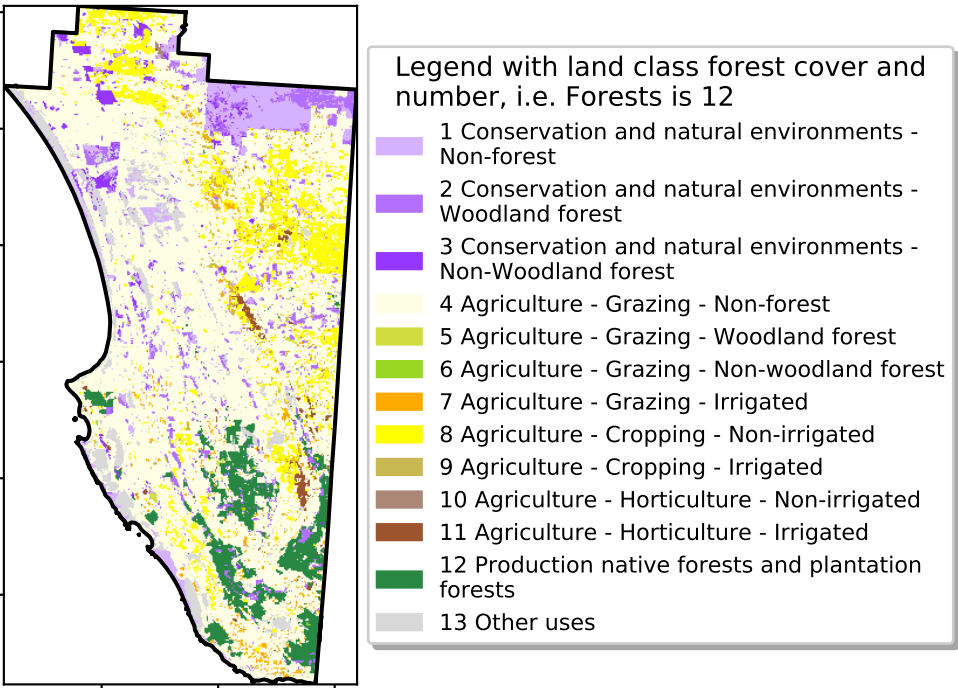 Legend with land class forest cover and
number, i.e. Forests is 12
1 Conservation and natural environments -
Non-forest
2 Conservation and natural environments -
Woodland forest
3 Conservation and natural environments -
Non-Woodland forest
4 Agriculture - Grazing - Non-forest
5 Agriculture - Grazing - Woodland forest
6 Agriculture - Grazing - Non-woodland forest
7 Agriculture - Grazing - Irrigated
8 Agriculture - Cropping - Non-irrigated
9 Agriculture - Cropping - Irrigated
10 Agriculture - Horticulture - Non-irrigated
11 Agriculture - Horticulture - Irrigated
12 Production native forests and plantation
forests
13 Other uses